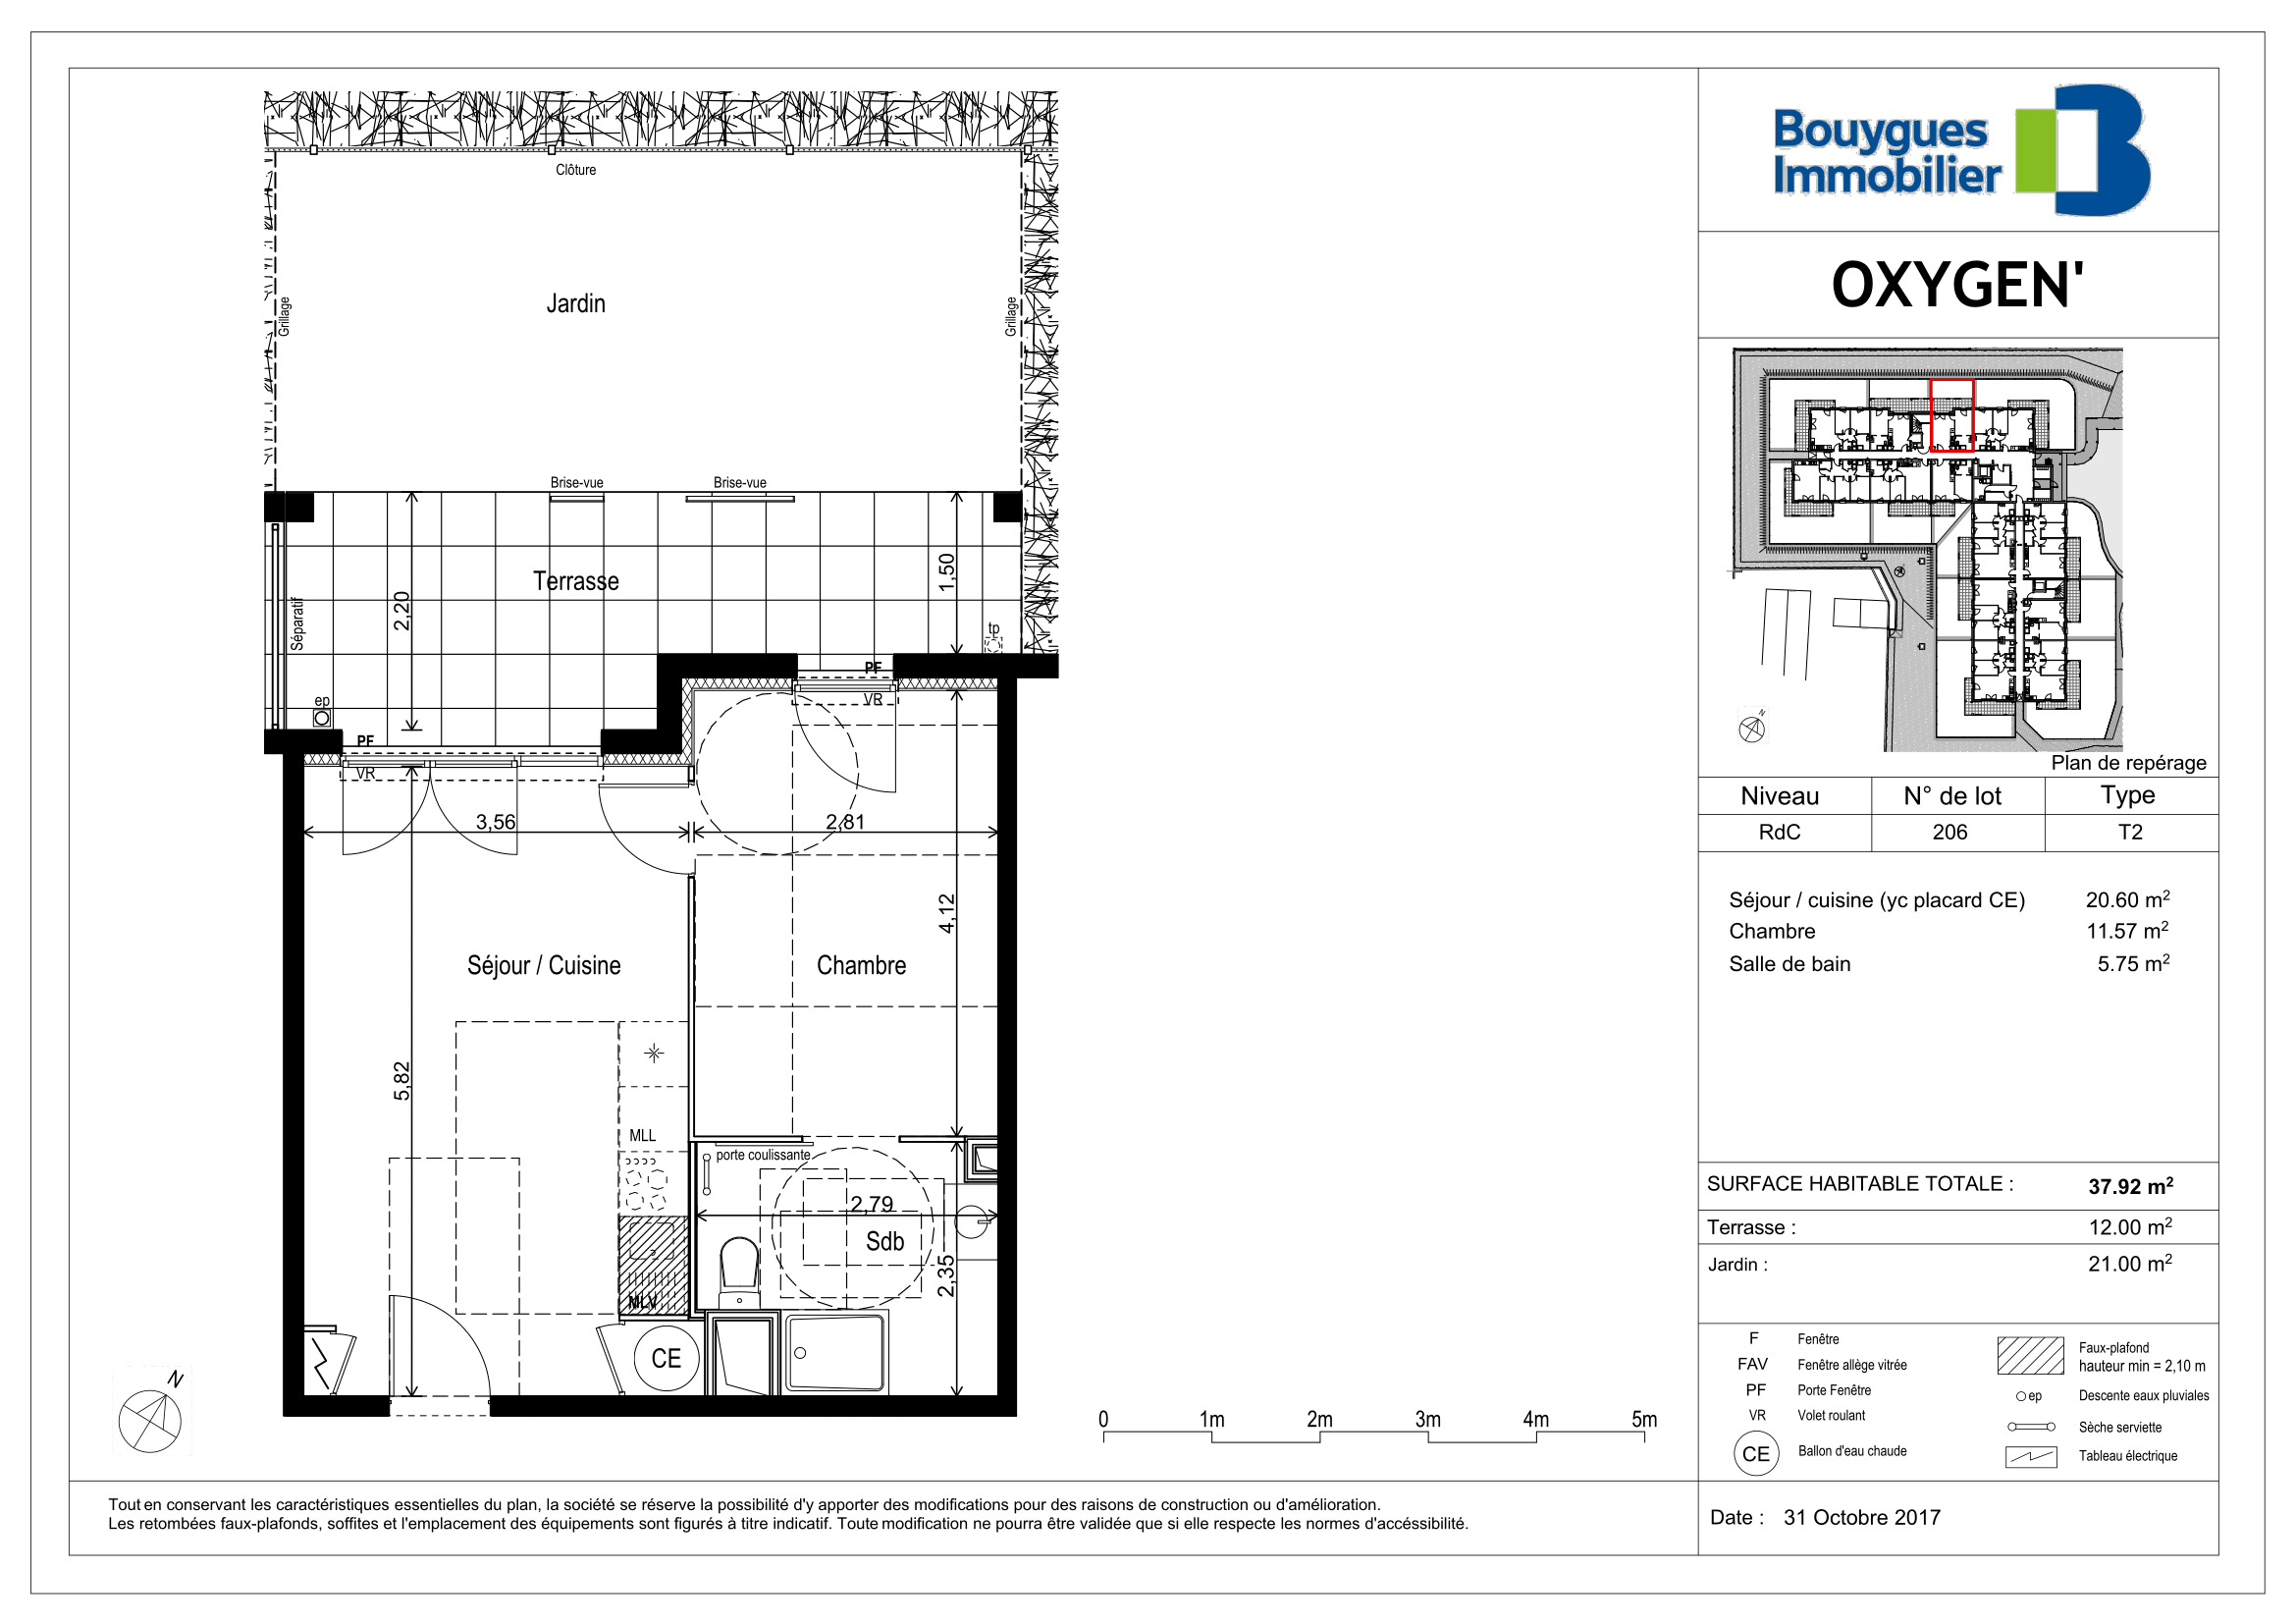 Clôture
Grillage
Jardin
Grillage
Brise-vue
Brise-vue
Terrasse
2,20
1,50
Séparatif
tp
ep
PF
VR
PF
VR
3,56
2,81
4,12
5,82
Séjour / Cuisine
Chambre
MLL
porte coulissante
2,79
Sdb
2,35
MLV
CE
N
0 1m 2m 3m 4m 5m
Tout en conservant les caractéristiques essentielles du plan, la société se réserve la possibilité d'y apporter des modifications pour des raisons de construction ou d'amélioration.
Les retombées faux-plafonds, soffites et l'emplacement des équipements sont figurés à titre indicatif. Toute modification ne pourra être validée que si elle respecte les normes d'accéssibilité.
Bouygues
Immobilier
OXYGEN'
N
Plan de repérage
Niveau N° de lot Type
RdC 206 T2
Séjour / cuisine (yc placard CE) 20.60 m²
Chambre 11.57 m²
Salle de bain 5.75 m²
SURFACE HABITABLE TOTALE : 37.92 m²
Terrasse : 12.00 m²
Jardin : 21.00 m²
F Fenêtre
FAV Fenêtre allège vitrée
PF Porte Fenêtre
VR Volet roulant
CE Ballon d'eau chaude
Faux-plafond
hauteur min = 2,10 m
ep Descente eaux pluviales
Sèche serviette
Tableau électrique
Date : 31 Octobre 2017